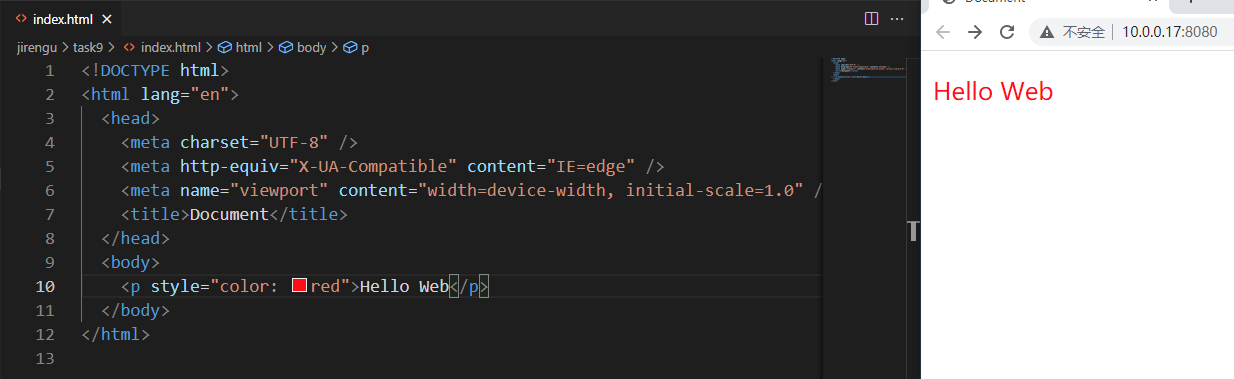 index.html
jirengu > task9 > index.html > html > body > p
1 <!DOCTYPE html>
2 <html lang="en">
3 <head>
4 <meta charset="UTF-8" />
5 <meta http-equiv="X-UA-Compatible" content="IE=edge" />
6 <meta name="viewport" content="width=device-width, initial-scale=1.0" /
7 <title>Document</title>
8 </head>
9 <body>
10 <p style="color: red">Hello Web</p>
11 </body>
12 </html>
13
Document
不安全 | 10.0.0.17:8080
Hello Web